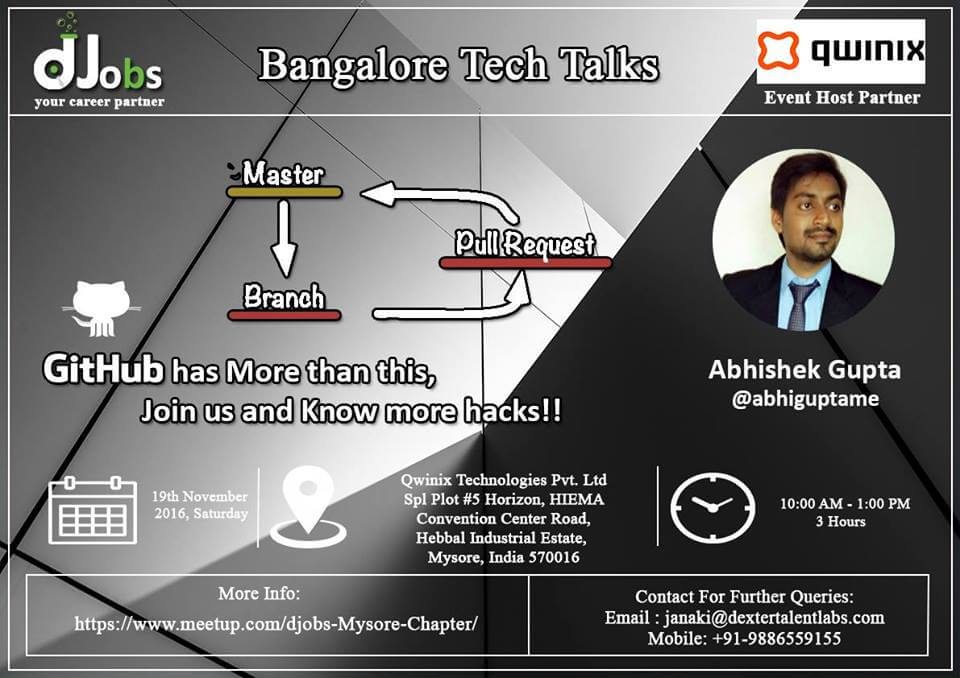 dJobs
your career partner
Bangalore Tech Talks
qwinix
Event Host Partner
Master
Pull Request
Branch
GitHub has More than this,
Join us and Know more hacks!!
Abhishek Gupta
@abhiguptame
19th November
2016, Saturday
Qwinix Technologies Pvt. Ltd
Spl Plot #5 Horizon, HIEMA
Convention Center Road,
Hebbal Industrial Estate,
Mysore, India 570016
10:00 AM - 1:00 PM
3 Hours
More Info:
https://www.meetup.com/djobs-Mysore-Chapter/
Contact For Further Queries:
Email : janaki@dextertalentlabs.com
Mobile: +91-9886559155